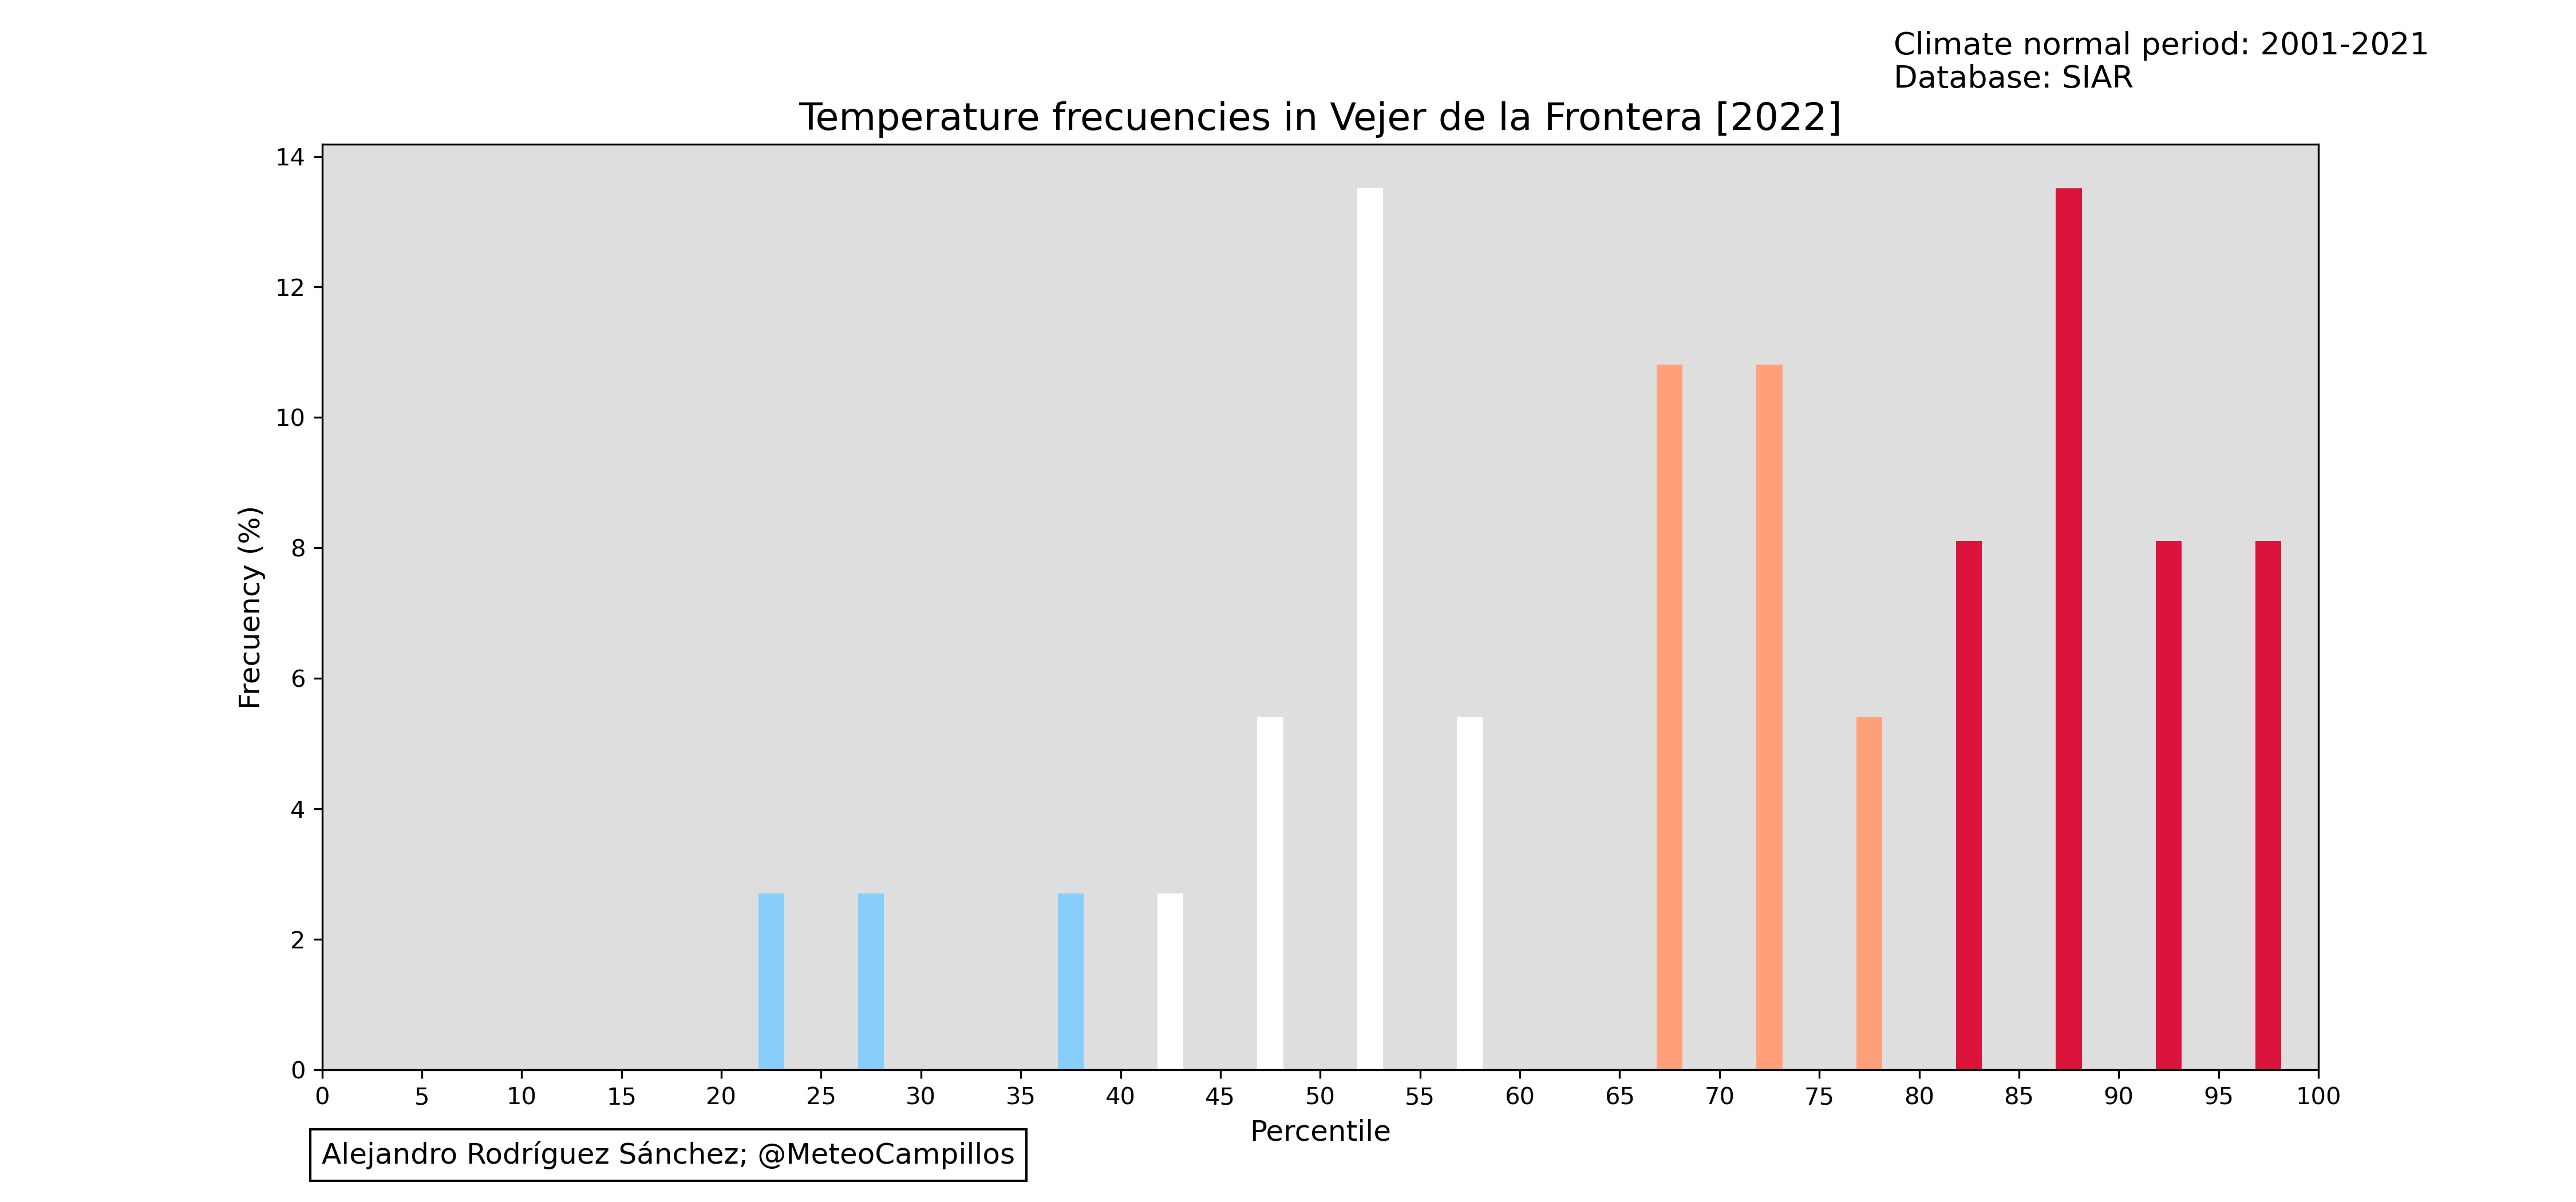 Climate normal period: 2001-2021
Database: SIAR
Temperature frecuencies in Vejer de la Frontera [2022]
14
12
10
8
6
4
2
0
Frecuency (%)
0 5 10 15 20 25 30 35 40 45 50 55 60 65 70 75 80 85 90 95 100
Percentile
Alejandro Rodríguez Sánchez; @MeteoCampillos